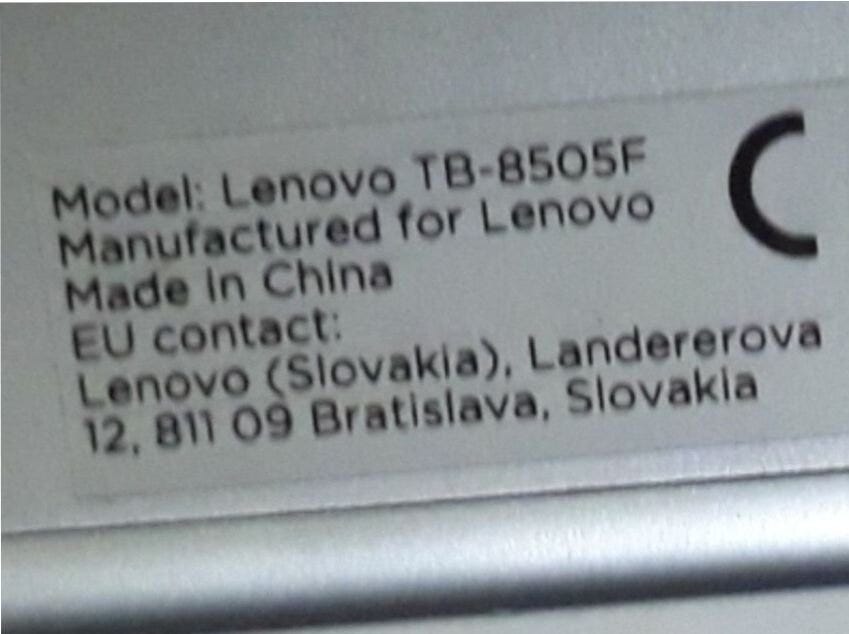 Model: Lenovo TB-8505F
Manufactured for Lenovo
Made in China
EU contact:
Lenovo (Slovakia), Landererova
12, 811 09 Bratislava, Slovakia